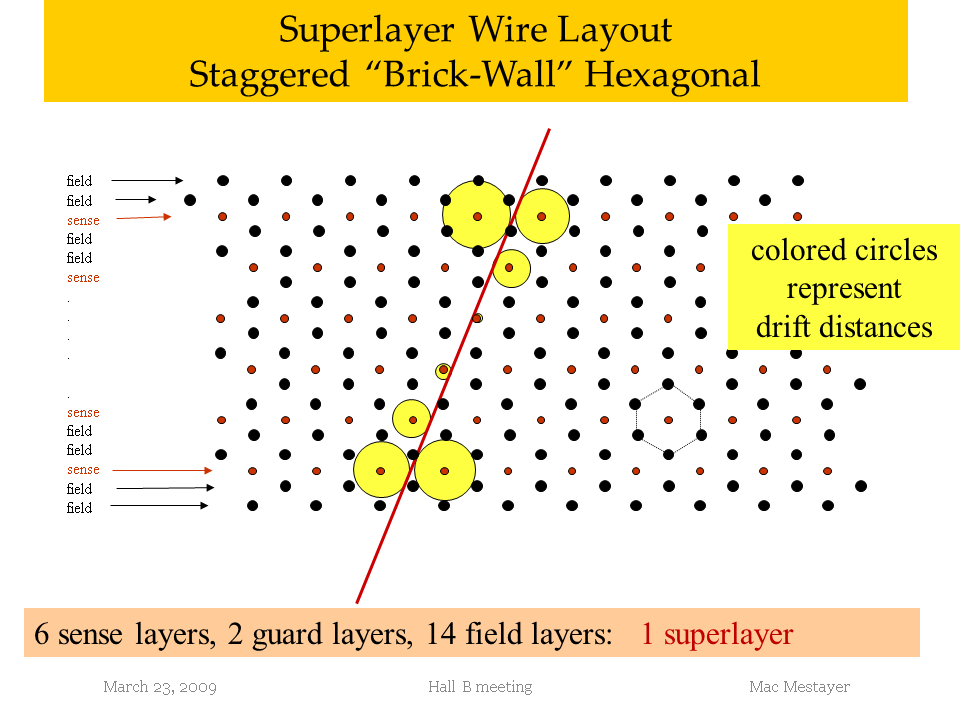 Superlayer Wire Layout
Staggered “Brick-Wall” Hexagonal
field
field
sense
field
field
sense
.
.
.
.
.
sense
field
field
sense
field
field
colored circles
represent
drift distances
6 sense layers, 2 guard layers, 14 field layers: 1 superlayer
March 23, 2009 Hall B meeting Mac Mestayer